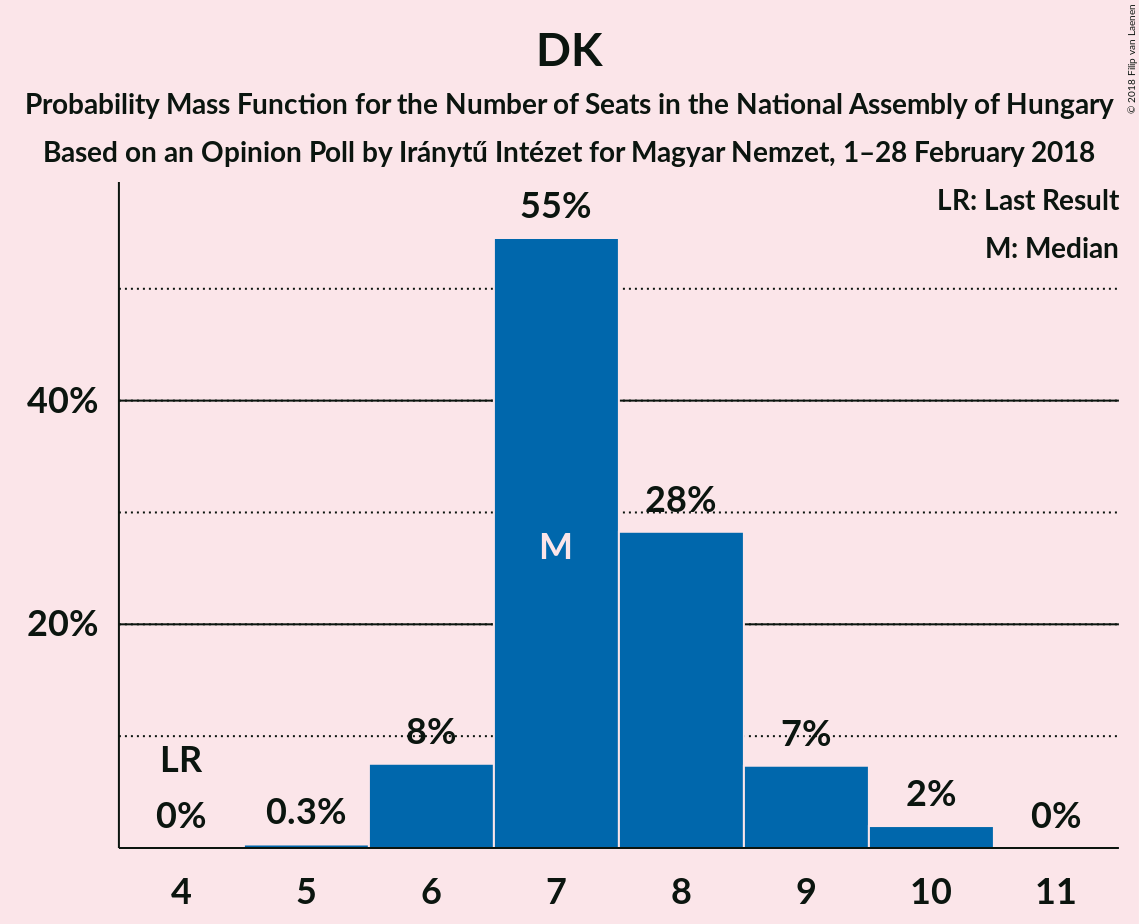 DK
Probability Mass Function for the Number of Seats in the National Assembly of Hungary
Based on an Opinion Poll by Iránytű Intézet for Magyar Nemzet, 1–28 February 2018
© 2018 Filip van Laenen
LR: Last Result
M: Median
55%
40%
28%
M
20%
8%
7%
LR
2%
0%
0.3%
0%
4 5 6 7 8 9 10 11